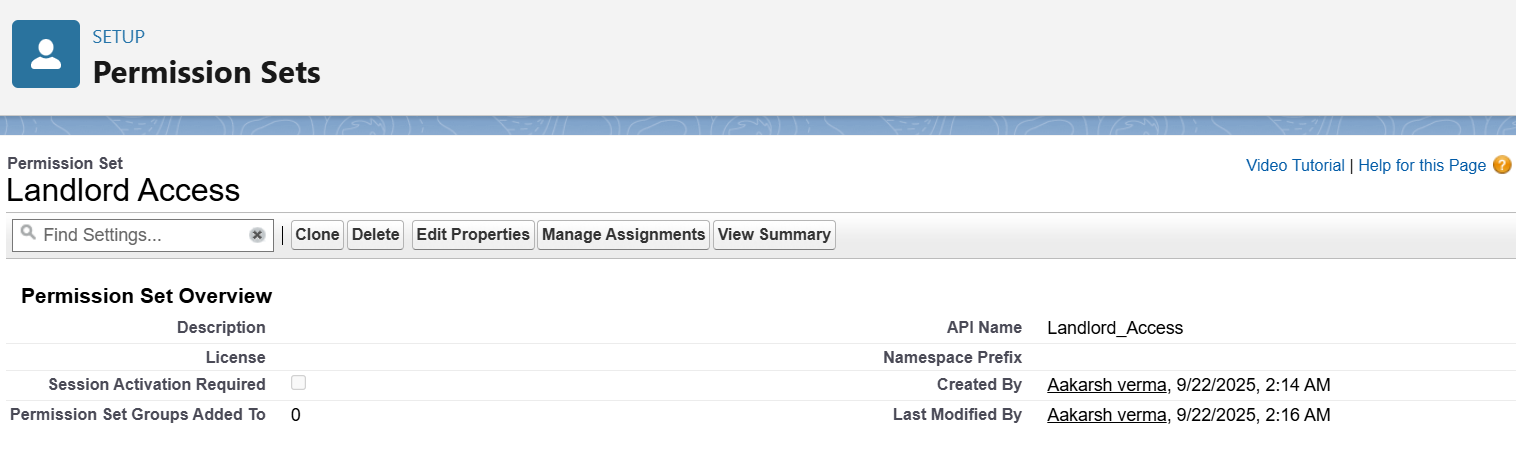 SETUP
Permission Sets
Permission Set
Landlord Access
Video Tutorial | Help for this Page ?
Find Settings... | Clone Delete Edit Properties Manage Assignments View Summary
Permission Set Overview
Description API Name Landlord_Access
License Namespace Prefix
Session Activation Required Created By Aakarsh verma, 9/22/2025, 2:14 AM
Permission Set Groups Added To 0 Last Modified By Aakarsh verma, 9/22/2025, 2:16 AM